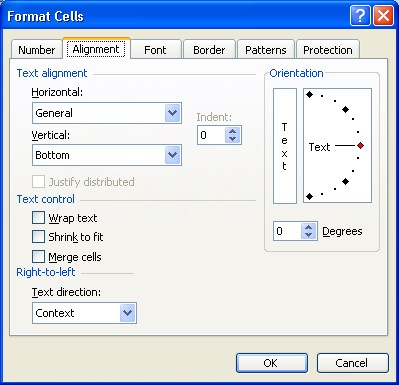 Format Cells
Number Alignment Font Border Patterns Protection
Text alignment
Horizontal:
General
Indent:
0
Vertical:
Bottom
Justify distributed
Text control
Wrap text
Shrink to fit
Merge cells
Right-to-left
Text direction:
Context
Orientation
T
e
x
t
Text
0 Degrees
OK Cancel